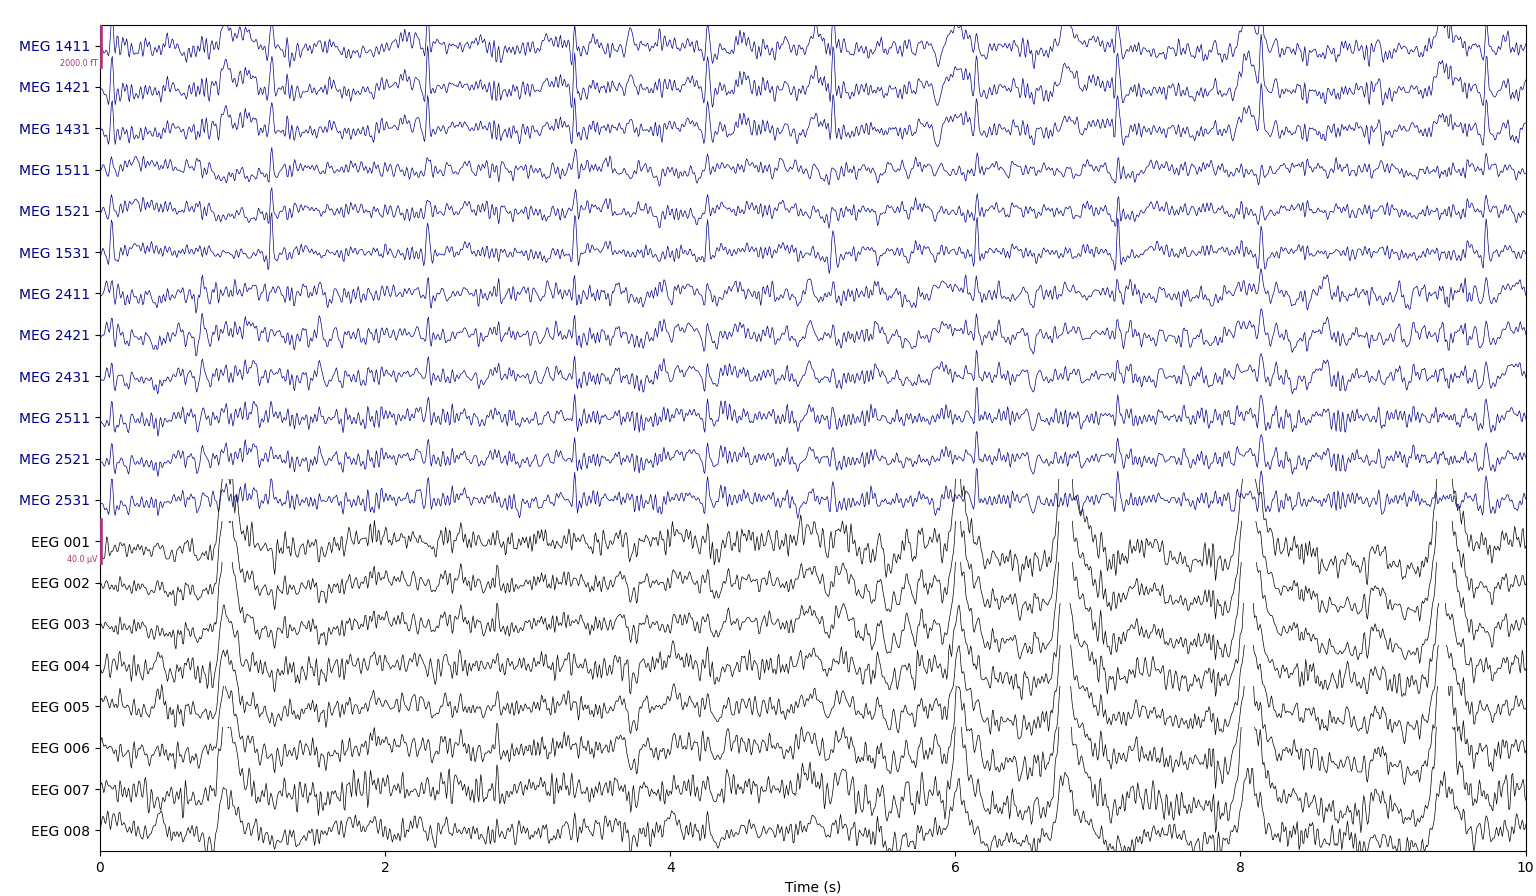 MEG 1411
2000.0 fT
MEG 1421
MEG 1431
MEG 1511
MEG 1521
MEG 1531
MEG 2411
MEG 2421
MEG 2431
MEG 2511
MEG 2521
MEG 2531
EEG 001
40.0 µV
EEG 002
EEG 003
EEG 004
EEG 005
EEG 006
EEG 007
EEG 008
0 2 4 6 8 10
Time (s)